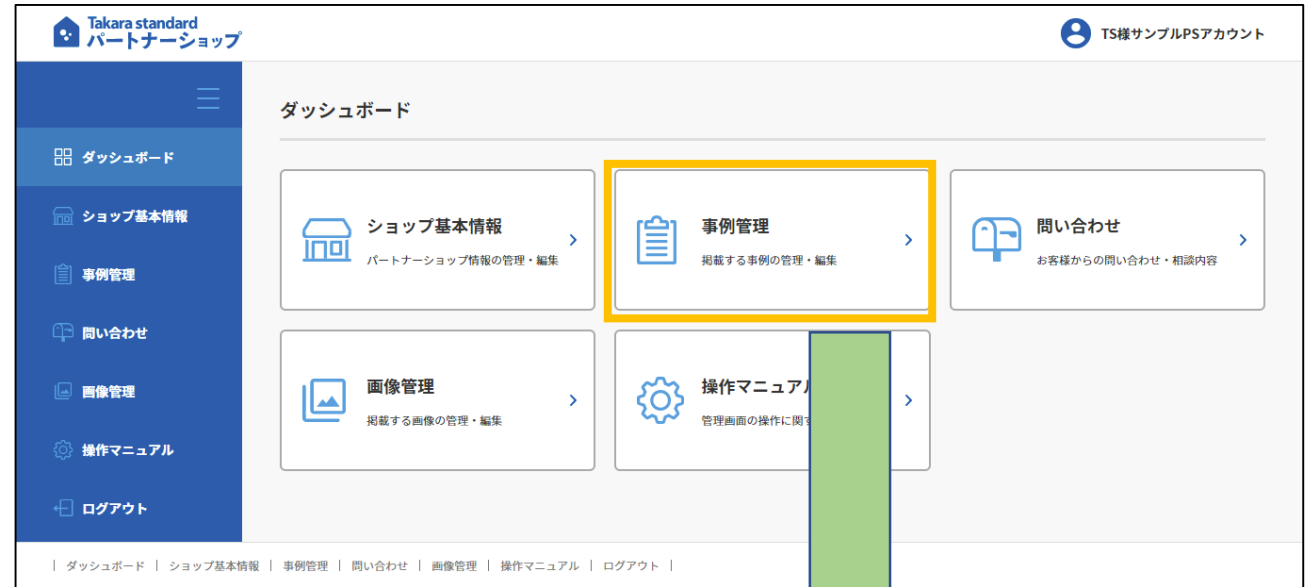 Takara standard
パートナーショップ
TS様サンプルPSアカウント
ダッシュボード
ダッシュボード
ショップ基本情報
事例管理
問い合わせ
画像管理
操作マニュアル
ログアウト
ショップ基本情報
パートナーショップ情報の管理・編集
事例管理
掲載する事例の管理・編集
問い合わせ
お客様からの問い合わせ・相談内容
画像管理
掲載する画像の管理・編集
操作マニュアル
管理画面の操作に関す
| ダッシュボード | ショップ基本情報 | 事例管理 | 問い合わせ | 画像管理 | 操作マニュアル | ログアウト |